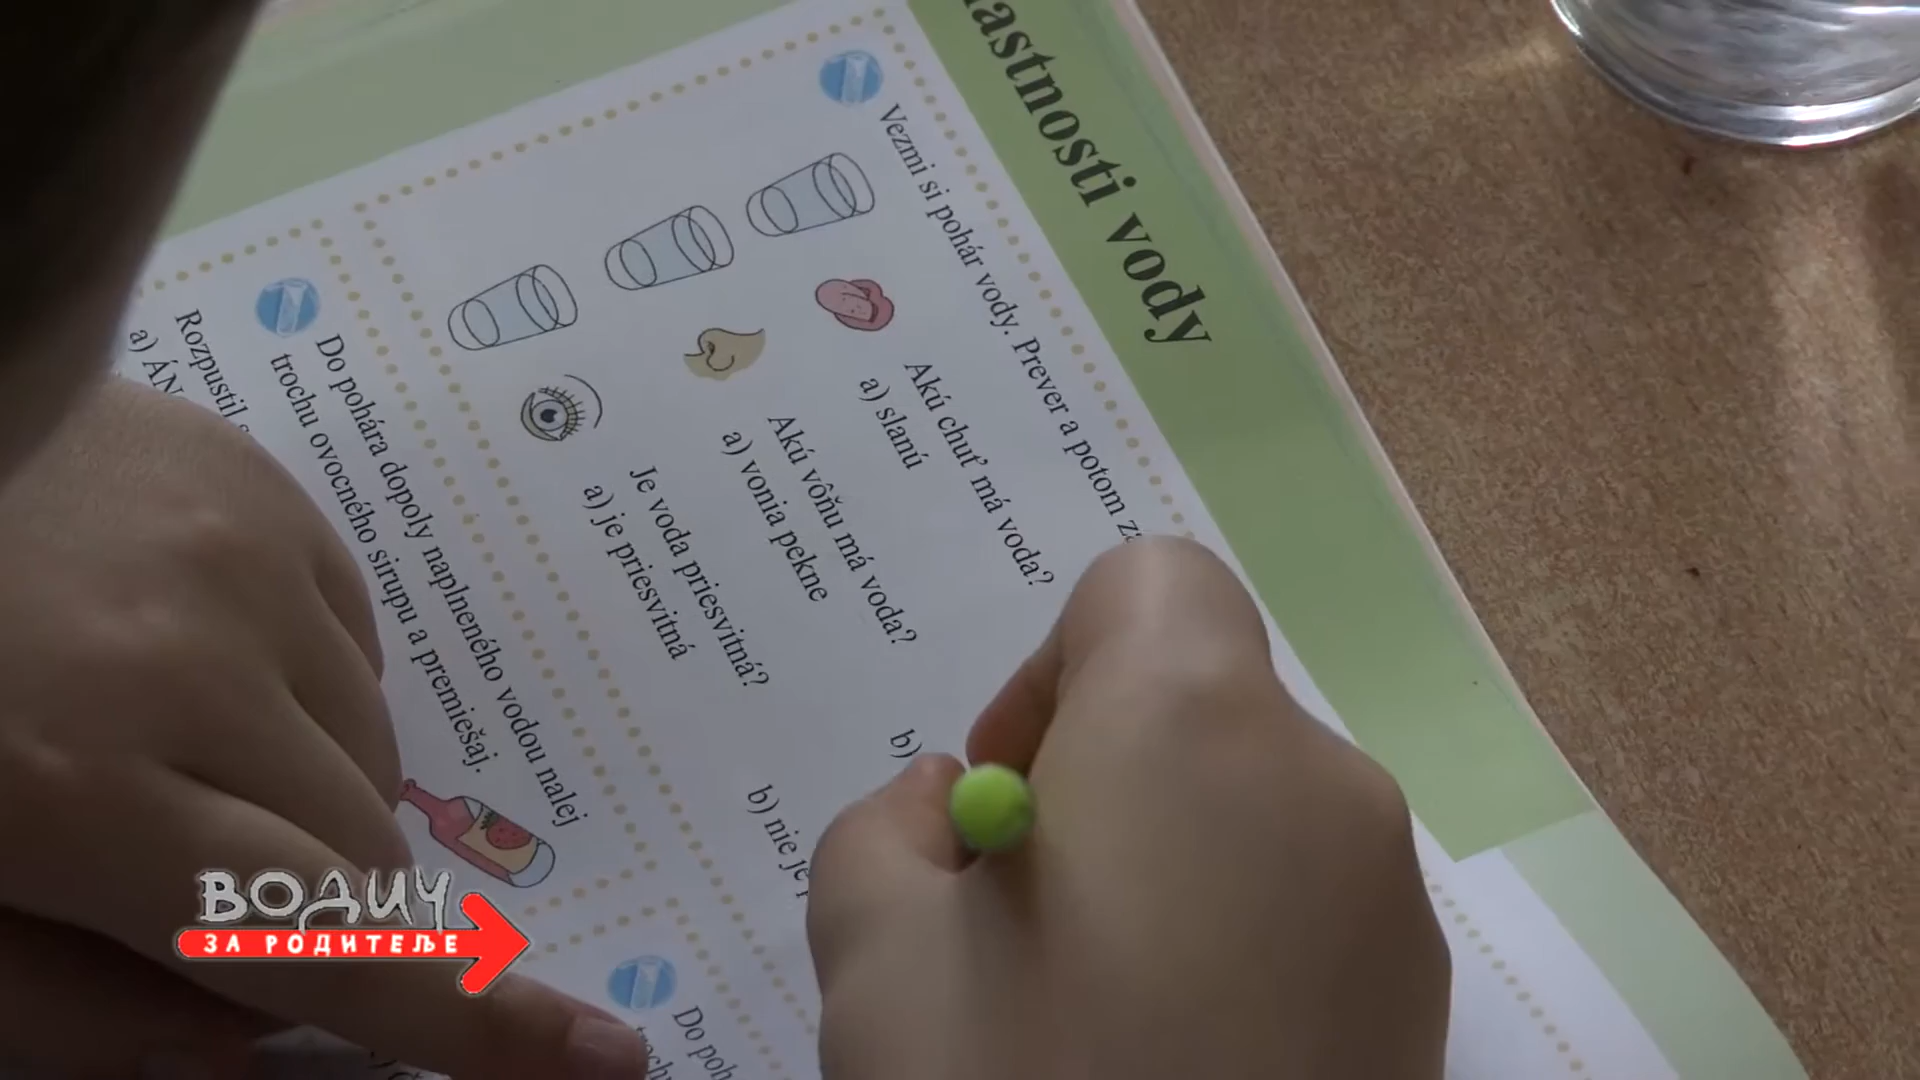 lastnosti vody
Vezmi si pohár vody. Prever a potom
Akú chuť má voda?
a) slanú
b)
Akú vôňu má voda?
a) vonia pekne
b) nie je
Je voda priesvitná?
a) je priesvitná
Do pohára dopoly naplneného vodou nalej
trochu ovocného sirupu a premiešaj.
Rozpustil
a) ÁN
Do poh
ВОДИЧ
ЗА РОДИТЕЉЕ